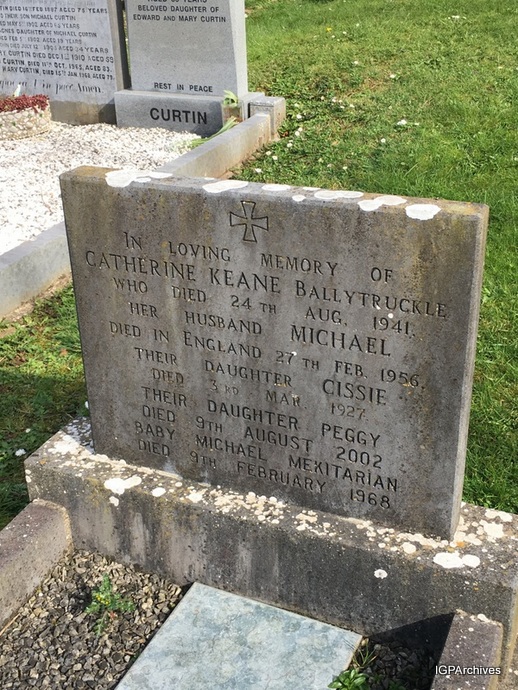 BELOVED DAUGHTER OF
EDWARD AND MARY CURTIN
REST IN PEACE
CURTIN
IN LOVING MEMORY OF
CATHERINE KEANE BALLYTRUCKLE
WHO DIED 24TH AUG. 1941.
HER HUSBAND MICHAEL
DIED IN ENGLAND 27TH FEB. 1956.
THEIR DAUGHTER CISSIE
DIED 3RD MAR. 1927.
THEIR DAUGHTER PEGGY
DIED 9TH AUGUST 2002
BABY MICHAEL MEKITARIAN
DIED 9TH FEBRUARY 1968
IGPArchives